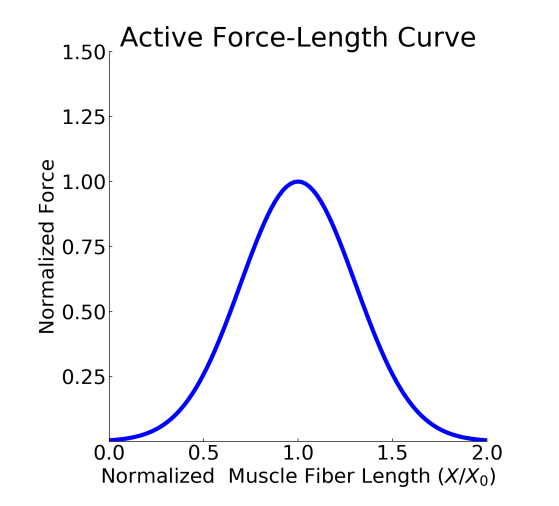 Active Force-Length Curve
1.50
1.25
1.00
0.75
0.50
0.25
Normalized Force
0.0 0.5 1.0 1.5 2.0
Normalized  Muscle Fiber Length (X/X₀)